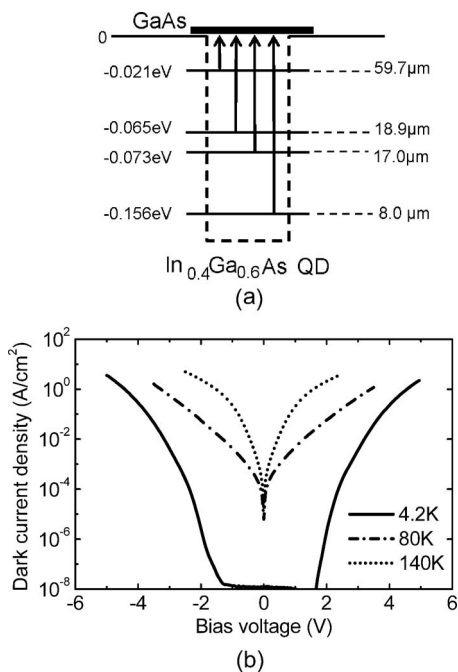 GaAs
0
-0.021eV
59.7µm
-0.065eV
18.9µm
-0.073eV
17.0µm
-0.156eV
8.0 µm
In0.4Ga0.6As QD
(a)
Dark current density (A/cm²)
10²
10⁰
10⁻²
10⁻⁴
10⁻⁶
10⁻⁸
4.2K
80K
140K
-6 -4 -2 0 2 4 6
Bias voltage (V)
(b)